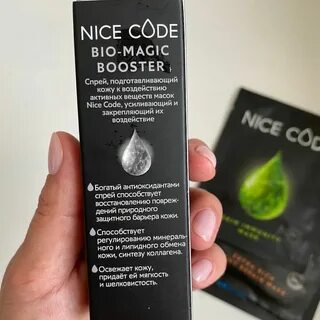 NICE CODE
BIO-MAGIC
BOOSTER
Спрей, подготавливающий
кожу к воздействию
активных веществ масок
Nice Code, усиливающий и
закрепляющий их
воздействие
Богатый антиоксидантами
спрей способствует
восстановлению повреж-
дений природного
защитного барьера кожи.
Способствует
регулированию минераль-
ного и липидного обмена
кожи, синтезу коллагена.
Освежает кожу,
придаёт ей мягкость
и шелковистость.
NICE COD
IMMUNITY
MASK